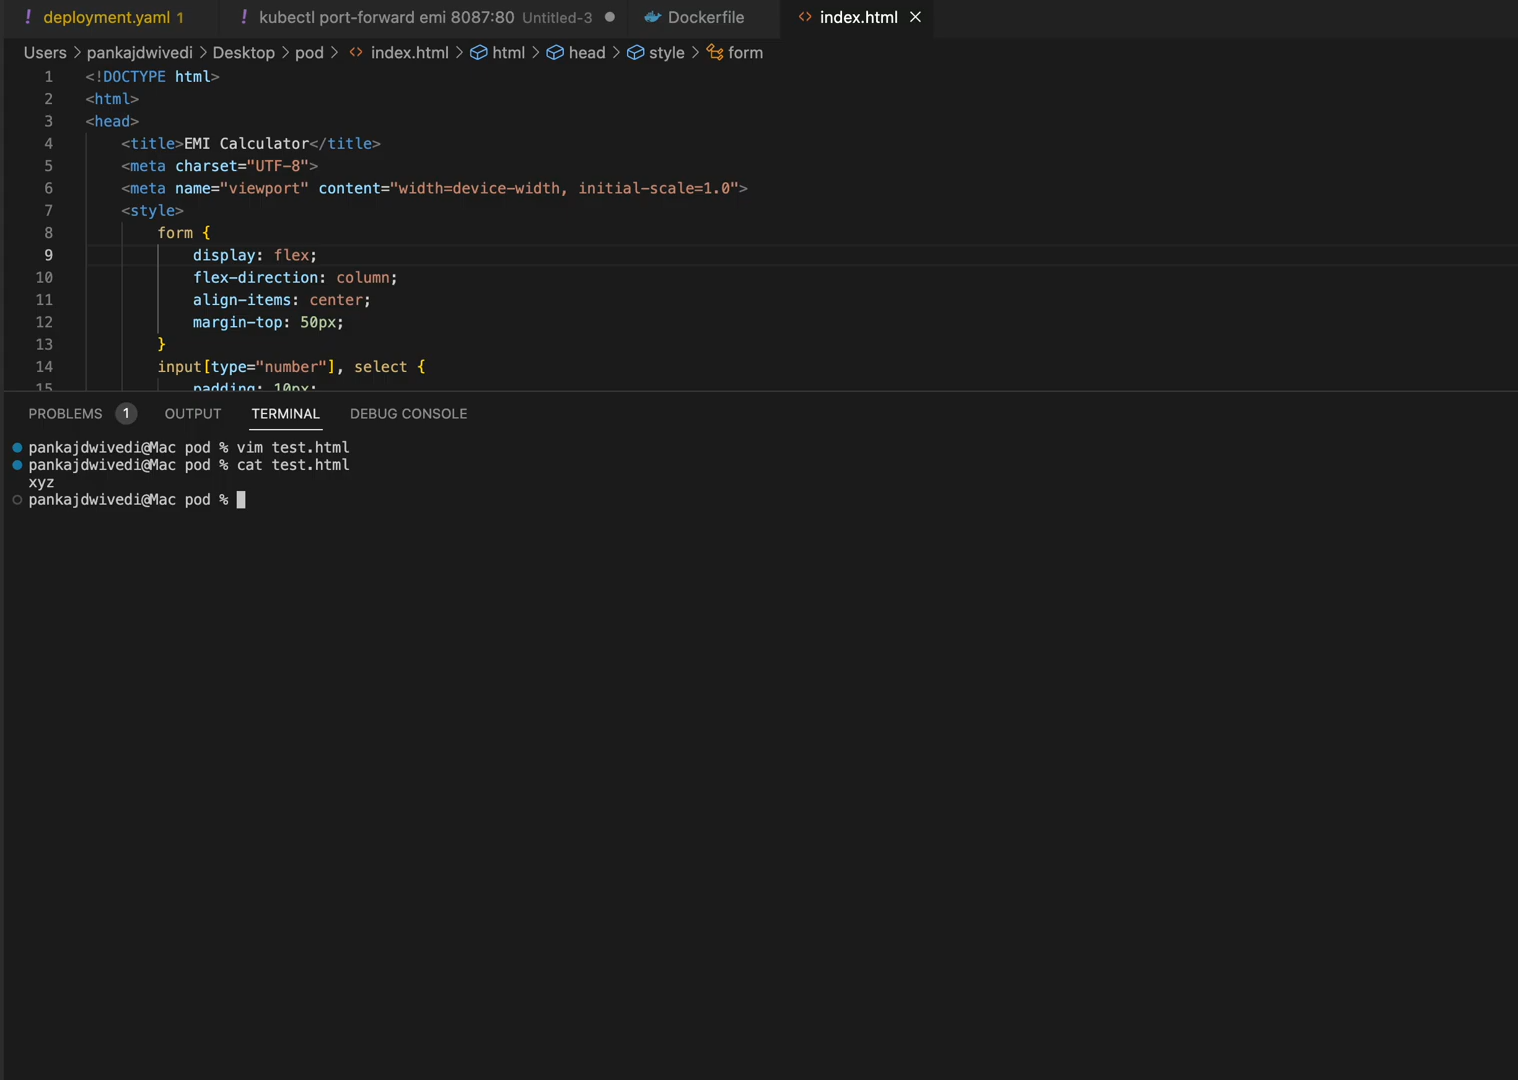 ! deployment.yaml 1 ! kubectl port-forward emi 8087:80 Untitled-3 ● Dockerfile <> index.html ×
Users > pankajdwivedi > Desktop > pod > <> index.html > html > head > style > form
1 <!DOCTYPE html>
2 <html>
3 <head>
4 <title>EMI Calculator</title>
5 <meta charset="UTF-8">
6 <meta name="viewport" content="width=device-width, initial-scale=1.0">
7 <style>
8 form {
9 display: flex;
10 flex-direction: column;
11 align-items: center;
12 margin-top: 50px;
13 }
14 input[type="number"], select {
15 padding: 10px;
PROBLEMS 1 OUTPUT TERMINAL DEBUG CONSOLE
pankajdwivedi@Mac pod % vim test.html
pankajdwivedi@Mac pod % cat test.html
xyz
pankajdwivedi@Mac pod %